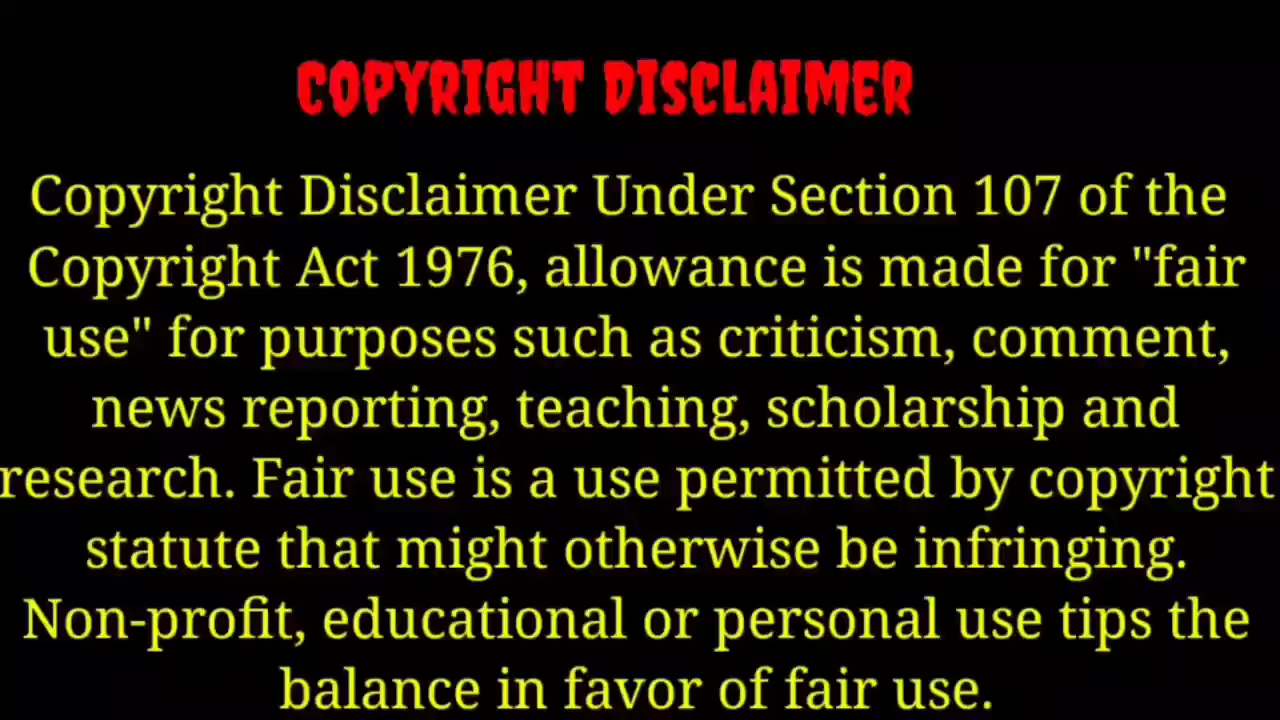 COPYRIGHT DISCLAIMER
Copyright Disclaimer Under Section 107 of the
Copyright Act 1976, allowance is made for "fair
use" for purposes such as criticism, comment,
news reporting, teaching, scholarship and
research. Fair use is a use permitted by copyright
statute that might otherwise be infringing.
Non-profit, educational or personal use tips the
balance in favor of fair use.